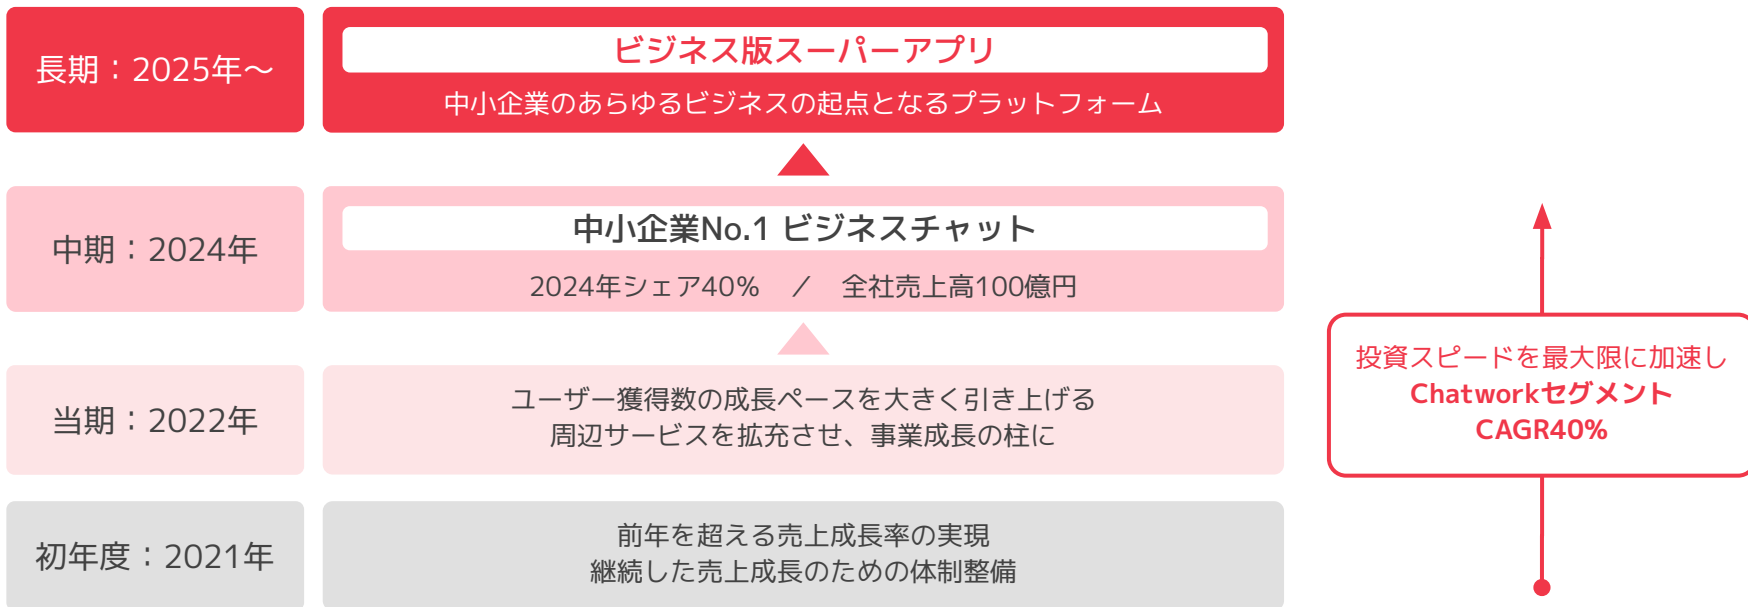 長期：2025年～
ビジネス版スーパーアプリ
中小企業のあらゆるビジネスの起点となるプラットフォーム
中期：2024年
中小企業No.1 ビジネスチャット
2024年シェア40% ／ 全社売上高100億円
当期：2022年
ユーザー獲得数の成長ペースを大きく引き上げる
周辺サービスを拡充させ、事業成長の柱に
初年度：2021年
前年を超える売上成長率の実現
継続した売上成長のための体制整備
投資スピードを最大限に加速し
Chatworkセグメント
CAGR40%